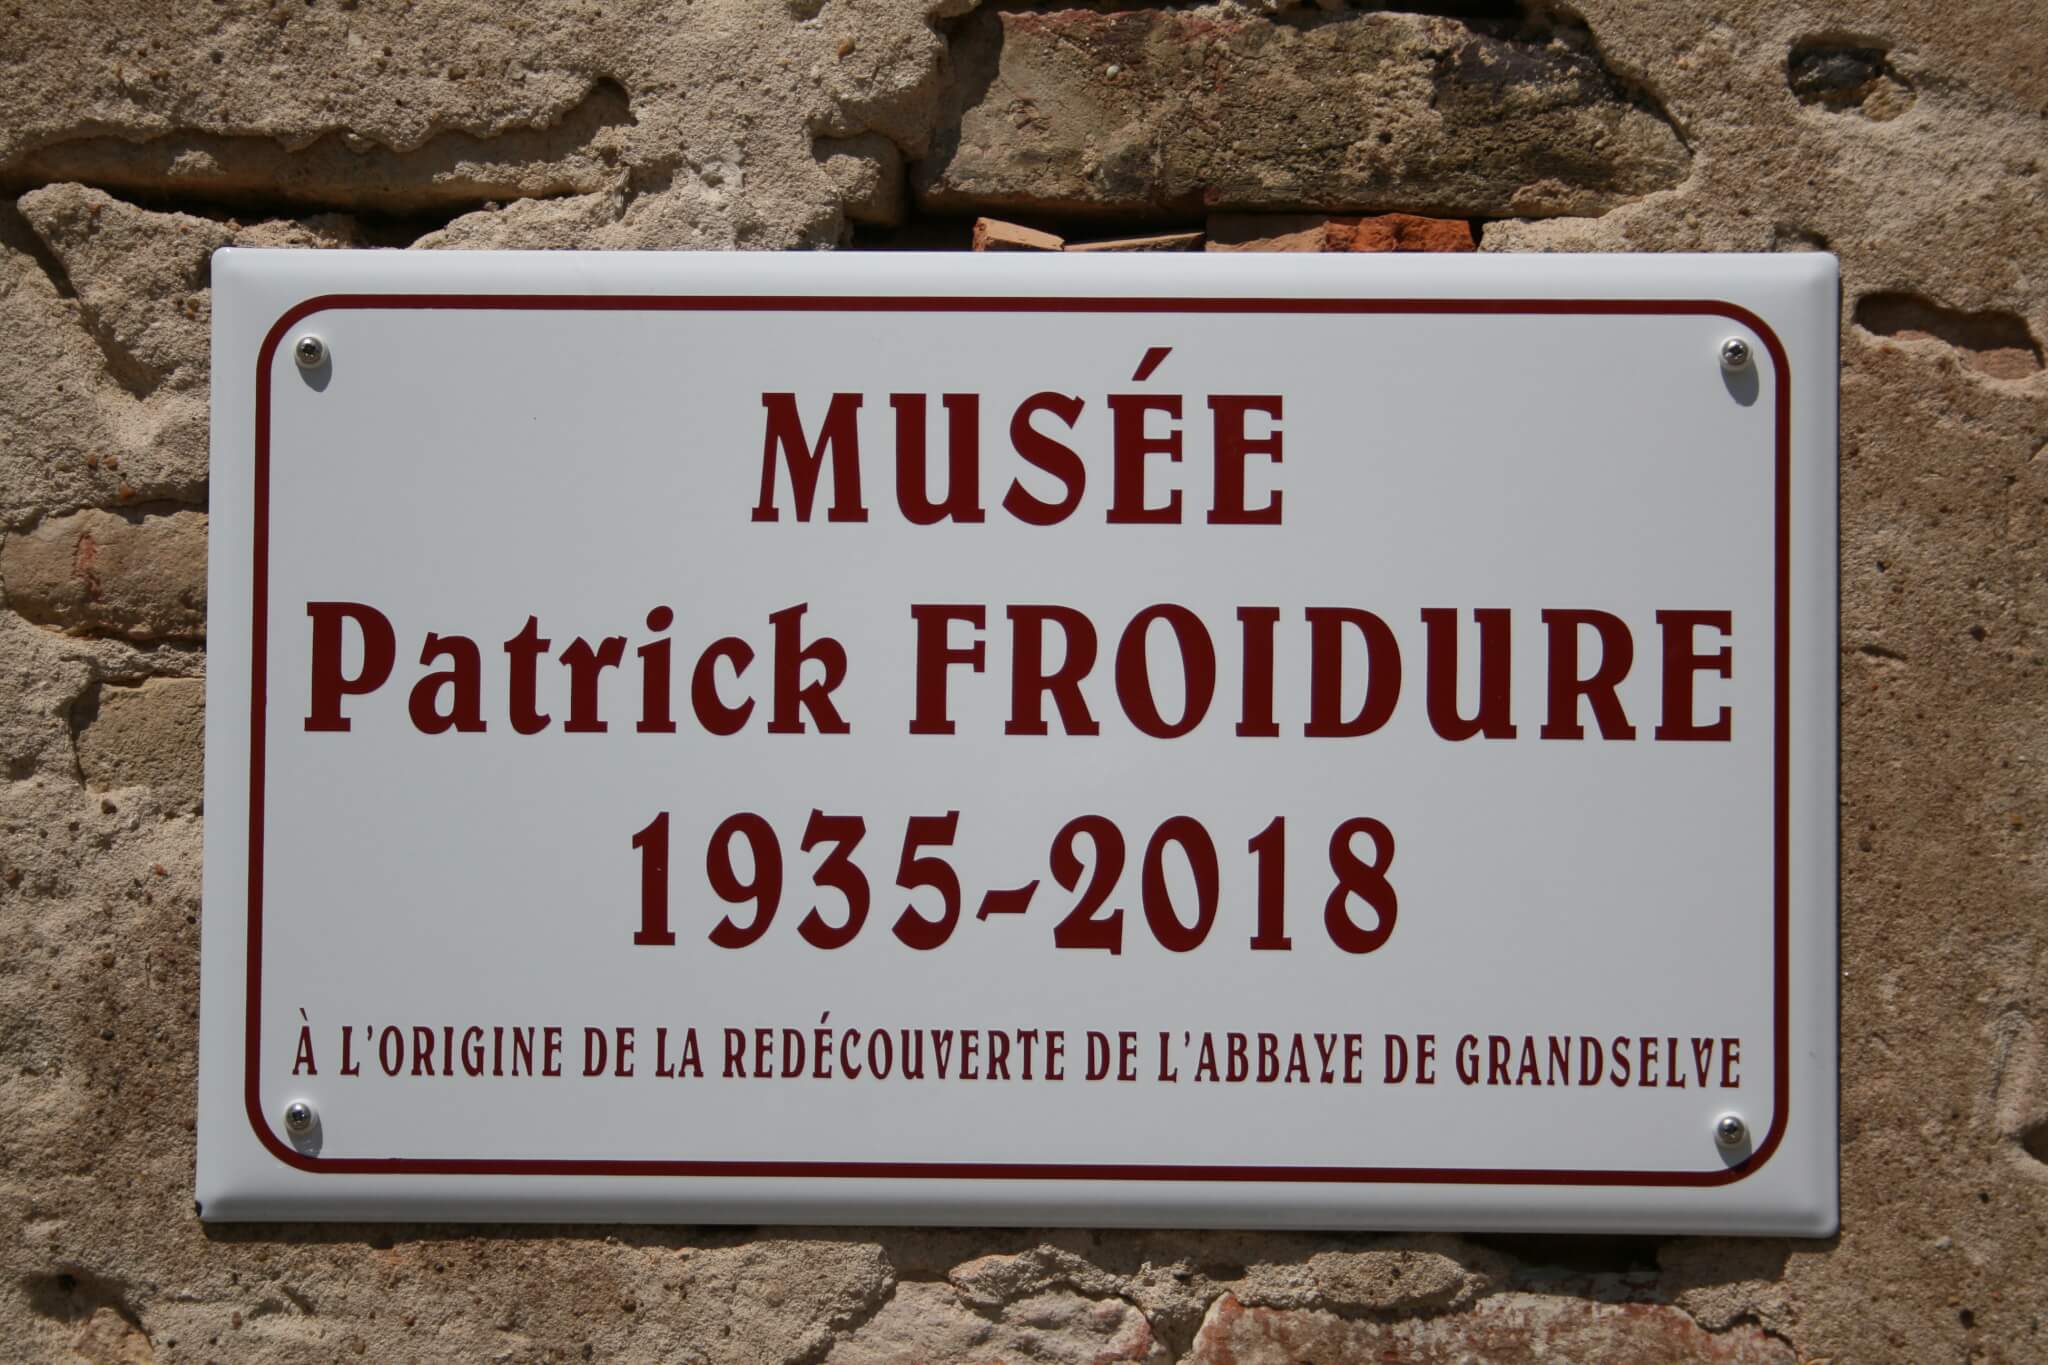 MUSÉE
Patrick FROIDURE
1935-2018
À L'ORIGINE DE LA REDÉCOUVERTE DE L'ABBAYE DE GRANDSELVE